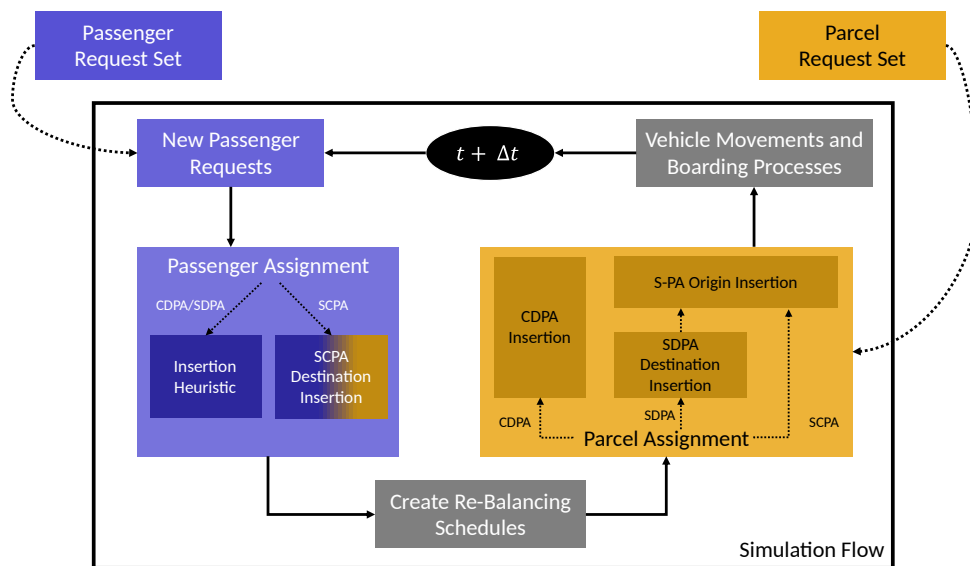 Passenger
Request Set
Parcel
Request Set
New Passenger
Requests
t + Δt
Vehicle Movements and
Boarding Processes
Passenger Assignment
CDPA/SDPA
SCPA
Insertion
Heuristic
SCPA
Destination
Insertion
CDPA
Insertion
S-PA Origin Insertion
SDPA
Destination
Insertion
CDPA
SDPA
SCPA
Parcel Assignment
Create Re-Balancing
Schedules
Simulation Flow